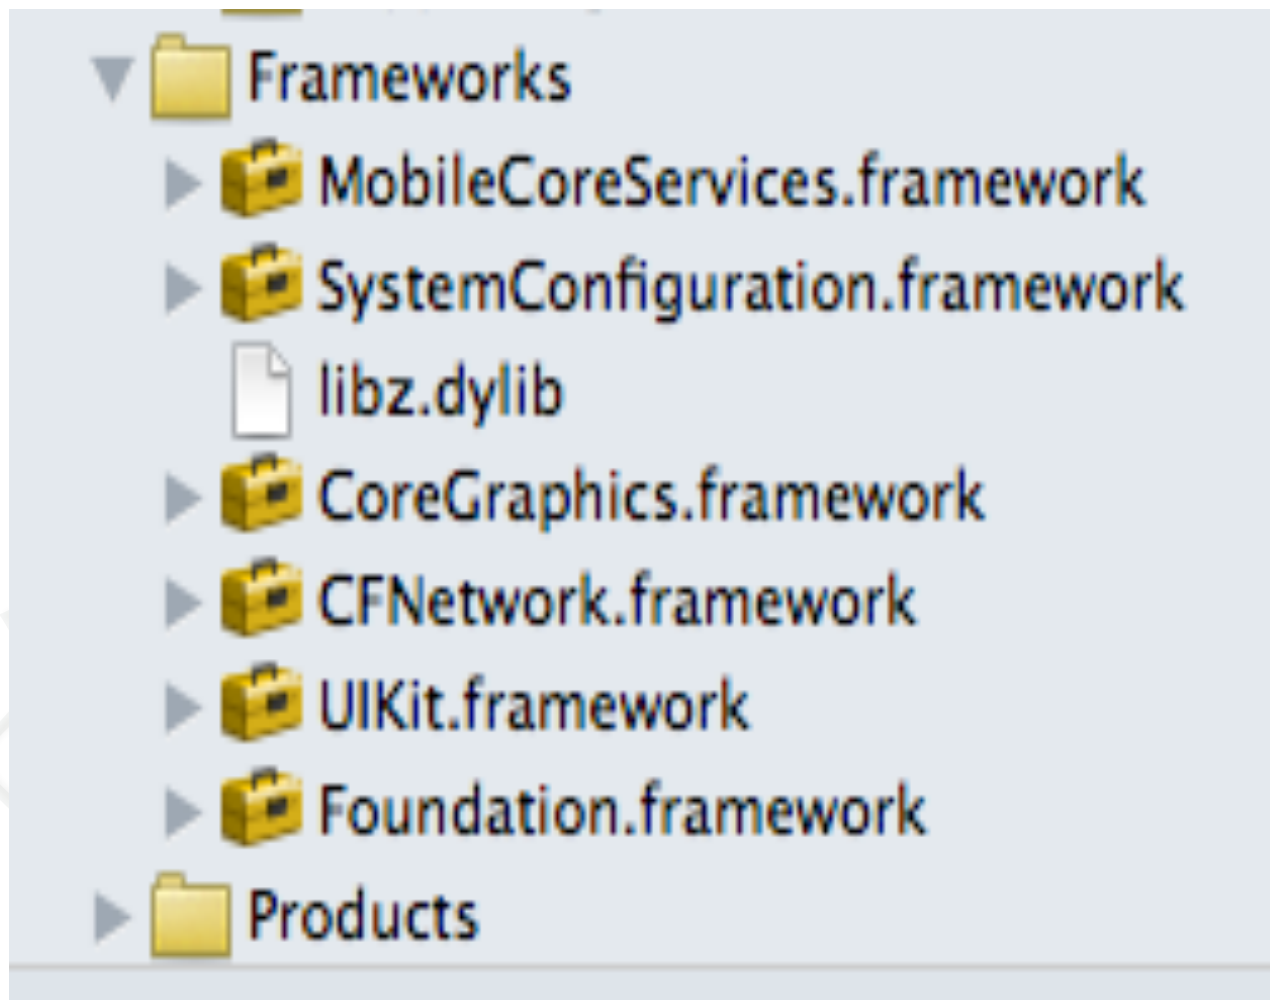 Frameworks
MobileCoreServices.framework
SystemConfiguration.framework
libz.dylib
CoreGraphics.framework
CFNetwork.framework
UIKit.framework
Foundation.framework
Products